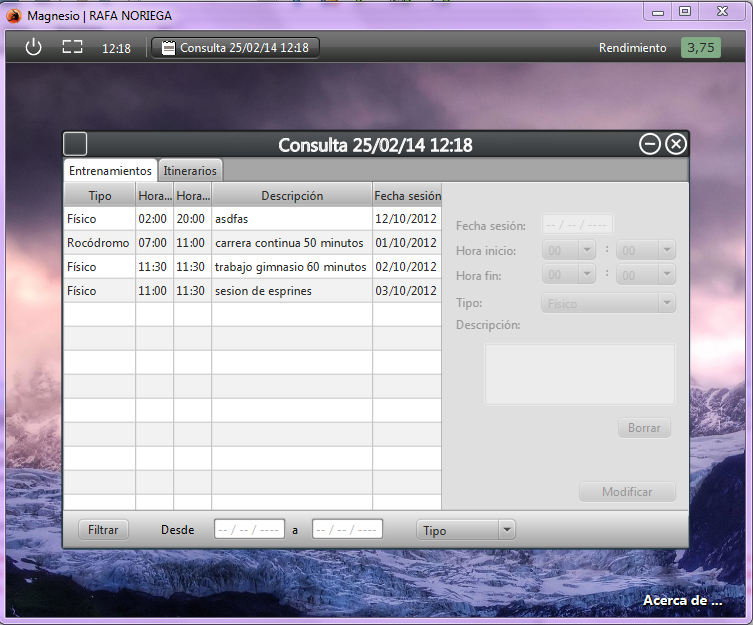 Magnesio | RAFA NORIEGA
12:18 Consulta 25/02/14 12:18 Rendimiento 3,75
Consulta 25/02/14 12:18
Entrenamientos Itinerarios
Tipo Hora... Hora... Descripción Fecha sesión
Físico 02:00 20:00 asdfas 12/10/2012
Rocódromo 07:00 11:00 carrera continua 50 minutos 01/10/2012
Físico 11:30 11:30 trabajo gimnasio 60 minutos 02/10/2012
Físico 11:00 11:30 sesion de esprines 03/10/2012
Fecha sesión: -- / -- / ----
Hora inicio: 00 : 00
Hora fin: 00 : 00
Tipo: Físico
Descripción:
Borrar
Modificar
Filtrar Desde -- / -- / ---- a -- / -- / ---- Tipo
Acerca de ...